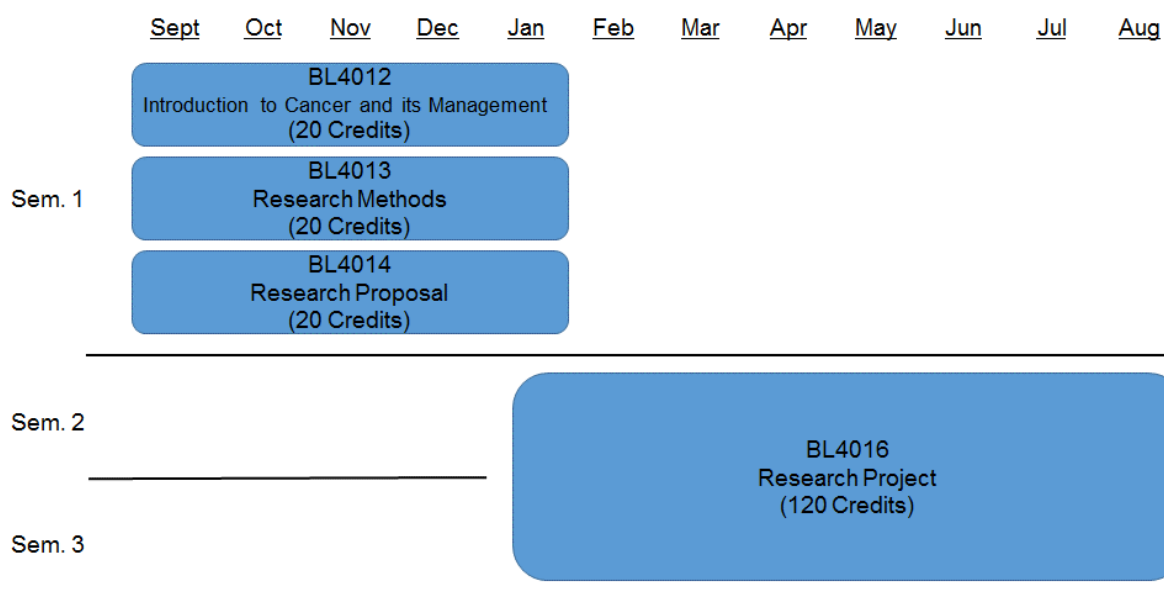 Sept Oct Nov Dec Jan Feb Mar Apr May Jun Jul Aug
BL4012
Introduction to Cancer and its Management
(20 Credits)
Sem. 1
BL4013
Research Methods
(20 Credits)
BL4014
Research Proposal
(20 Credits)
Sem. 2
BL4016
Research Project
(120 Credits)
Sem. 3